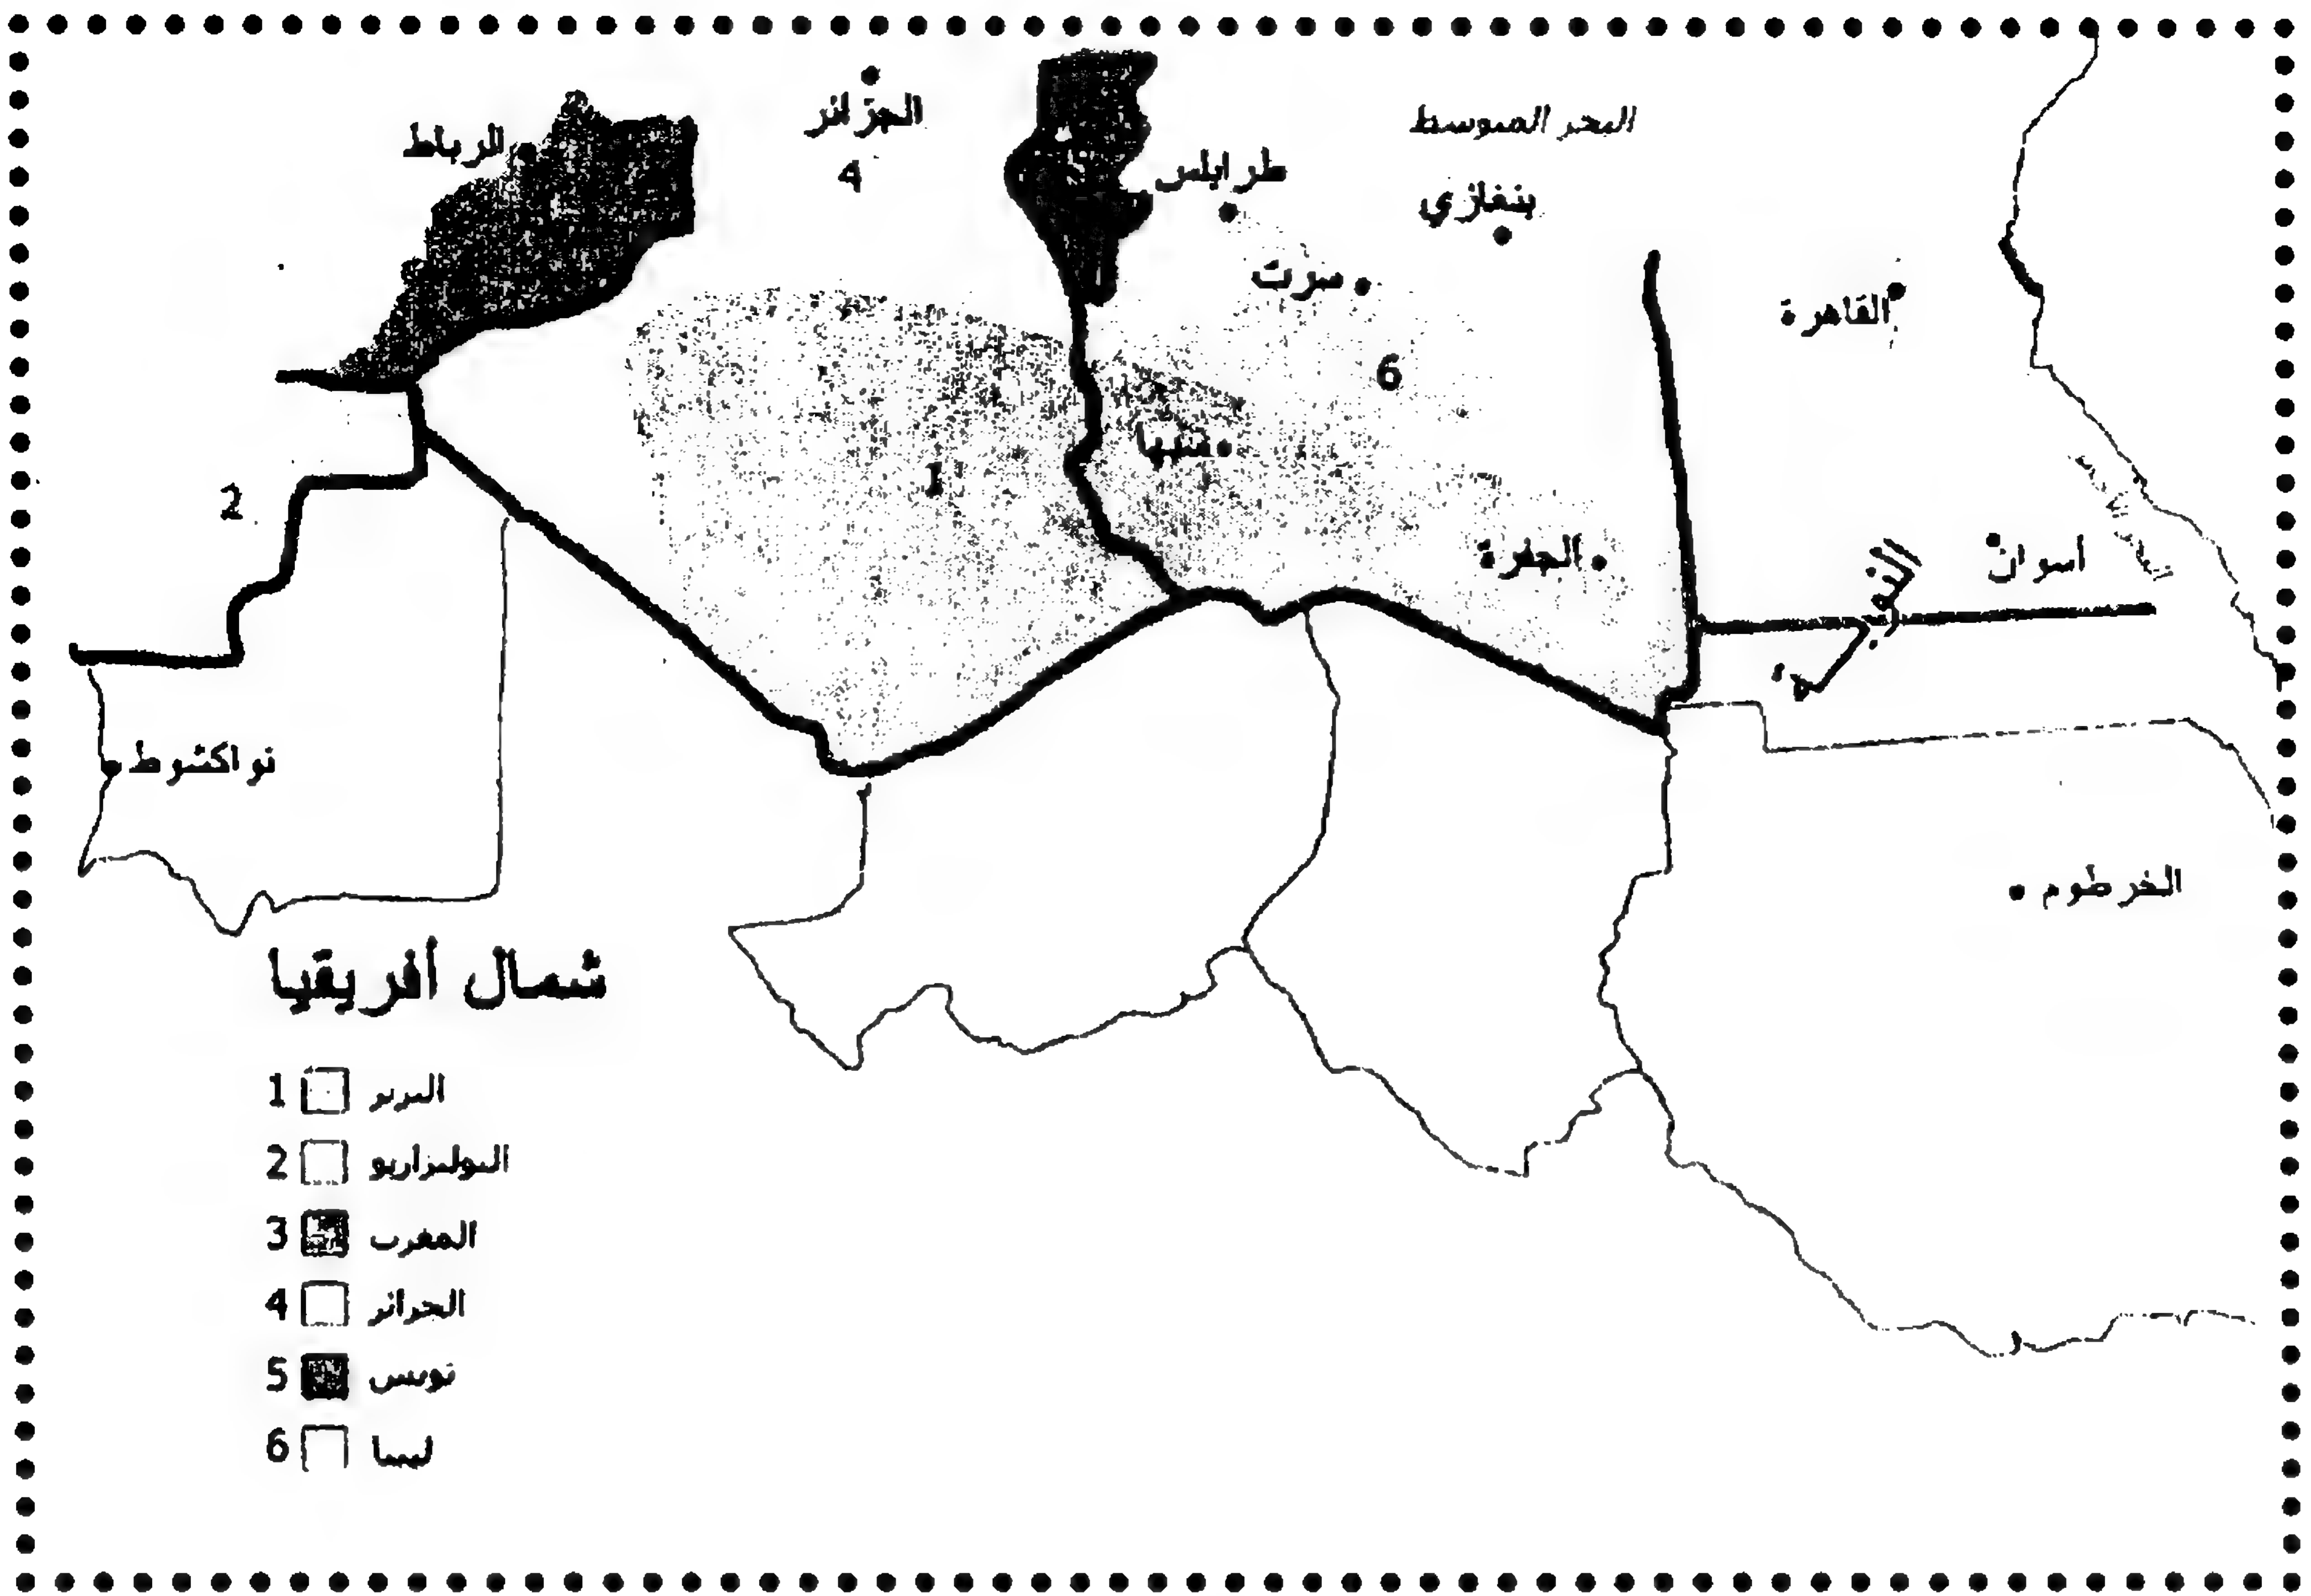 الجزائر
4
البحر المتوسط
الرباط
طرابلس
بنغازي
سرت
القاهرة
6
سبها
1
2
الجفرة
اسوان
النوبة
نواكشوط
الخرطوم
شمال أفريقيا
1 البربر
2 البوليزاريو
3 المغرب
4 الجزائر
5 تونس
6 ليبيا